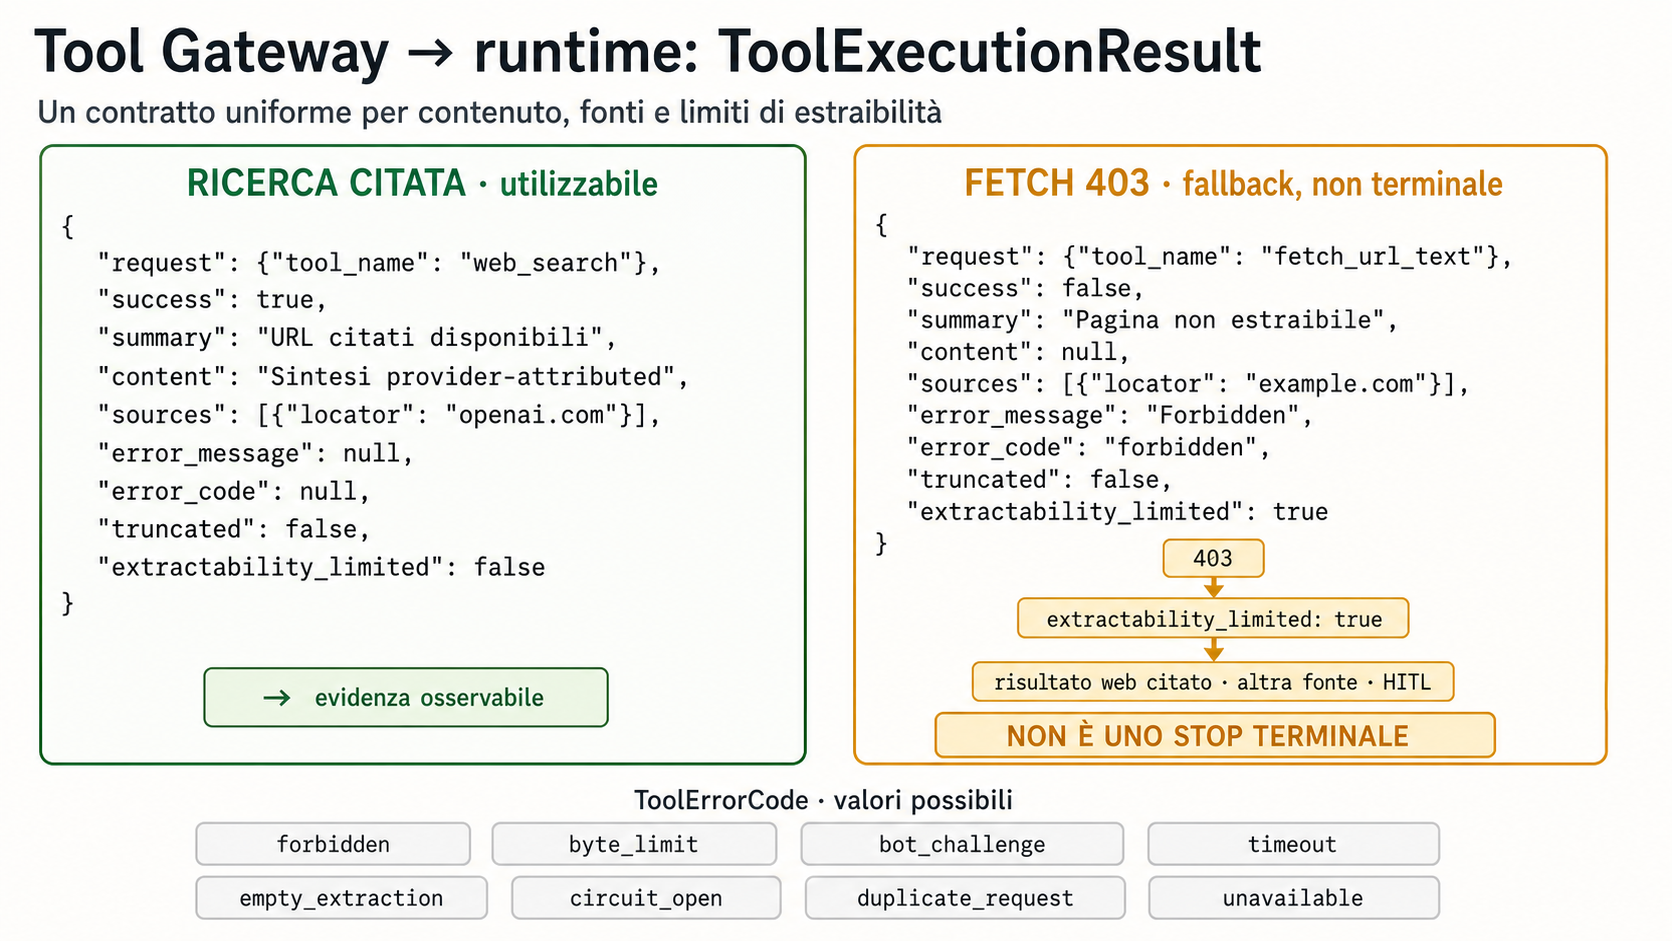 Tool Gateway → runtime: ToolExecutionResult
Un contratto uniforme per contenuto, fonti e limiti di estraibilità
RICERCA CITATA · utilizzabile
{
"request": {"tool_name": "web_search"},
"success": true,
"summary": "URL citati disponibili",
"content": "Sintesi provider-attributed",
"sources": [{"locator": "openai.com"}],
"error_message": null,
"error_code": null,
"truncated": false,
"extractability_limited": false
}
→ evidenza osservabile
FETCH 403 · fallback, non terminale
{
"request": {"tool_name": "fetch_url_text"},
"success": false,
"summary": "Pagina non estraibile",
"content": null,
"sources": [{"locator": "example.com"}],
"error_message": "Forbidden",
"error_code": "forbidden",
"truncated": false,
"extractability_limited": true
}
403
extractability_limited: true
risultato web citato · altra fonte · HITL
NON È UNO STOP TERMINALE
ToolErrorCode · valori possibili
forbidden byte_limit bot_challenge timeout
empty_extraction circuit_open duplicate_request unavailable